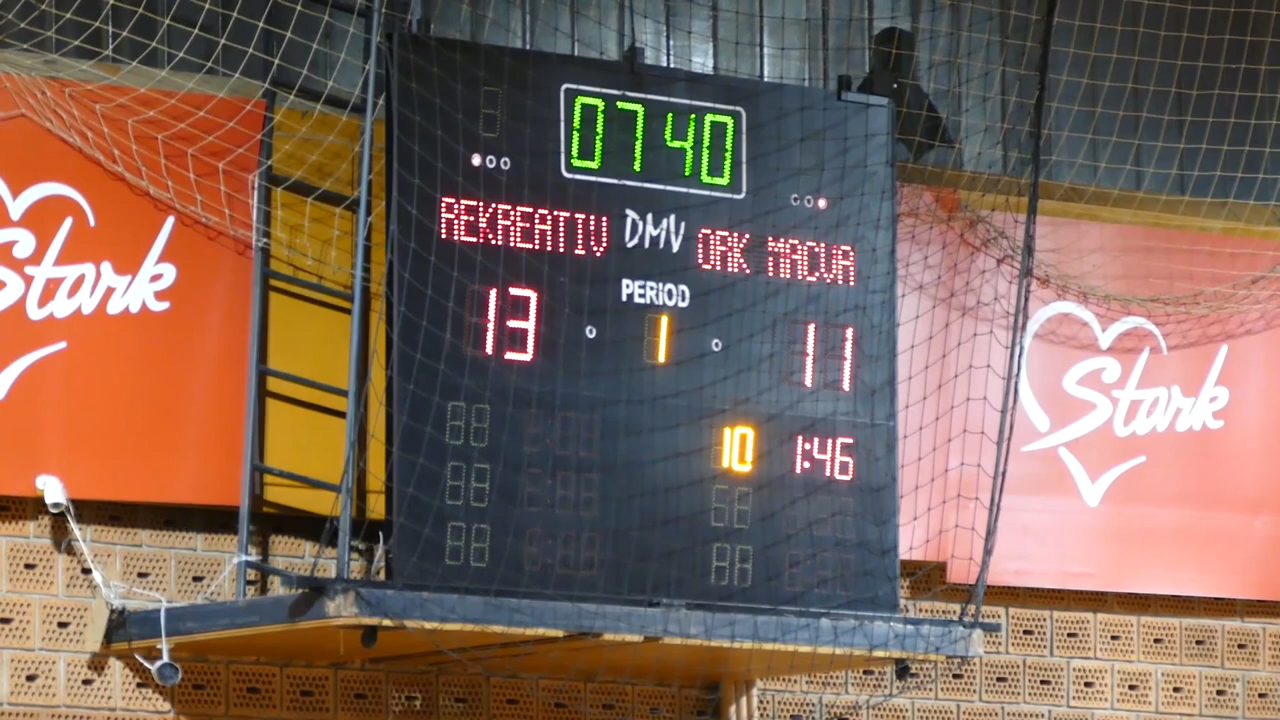 07 40
REKREATIV DMV ORK MACVA
PERIOD
13 1 11
10 1:46
Stark
Stark